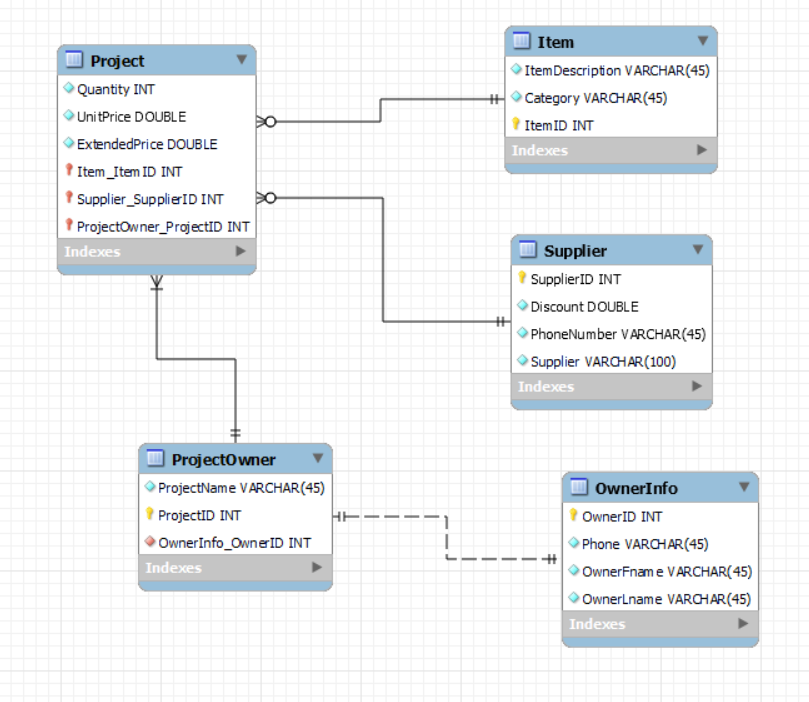 Project
Quantity INT
UnitPrice DOUBLE
ExtendedPrice DOUBLE
Item_ItemID INT
Supplier_SupplierID INT
ProjectOwner_ProjectID INT
Indexes
Item
ItemDescription VARCHAR(45)
Category VARCHAR(45)
ItemID INT
Indexes
Supplier
SupplierID INT
Discount DOUBLE
PhoneNumber VARCHAR(45)
Supplier VARCHAR(100)
Indexes
ProjectOwner
ProjectName VARCHAR(45)
ProjectID INT
OwnerInfo_OwnerID INT
Indexes
OwnerInfo
OwnerID INT
Phone VARCHAR(45)
OwnerFname VARCHAR(45)
OwnerLname VARCHAR(45)
Indexes